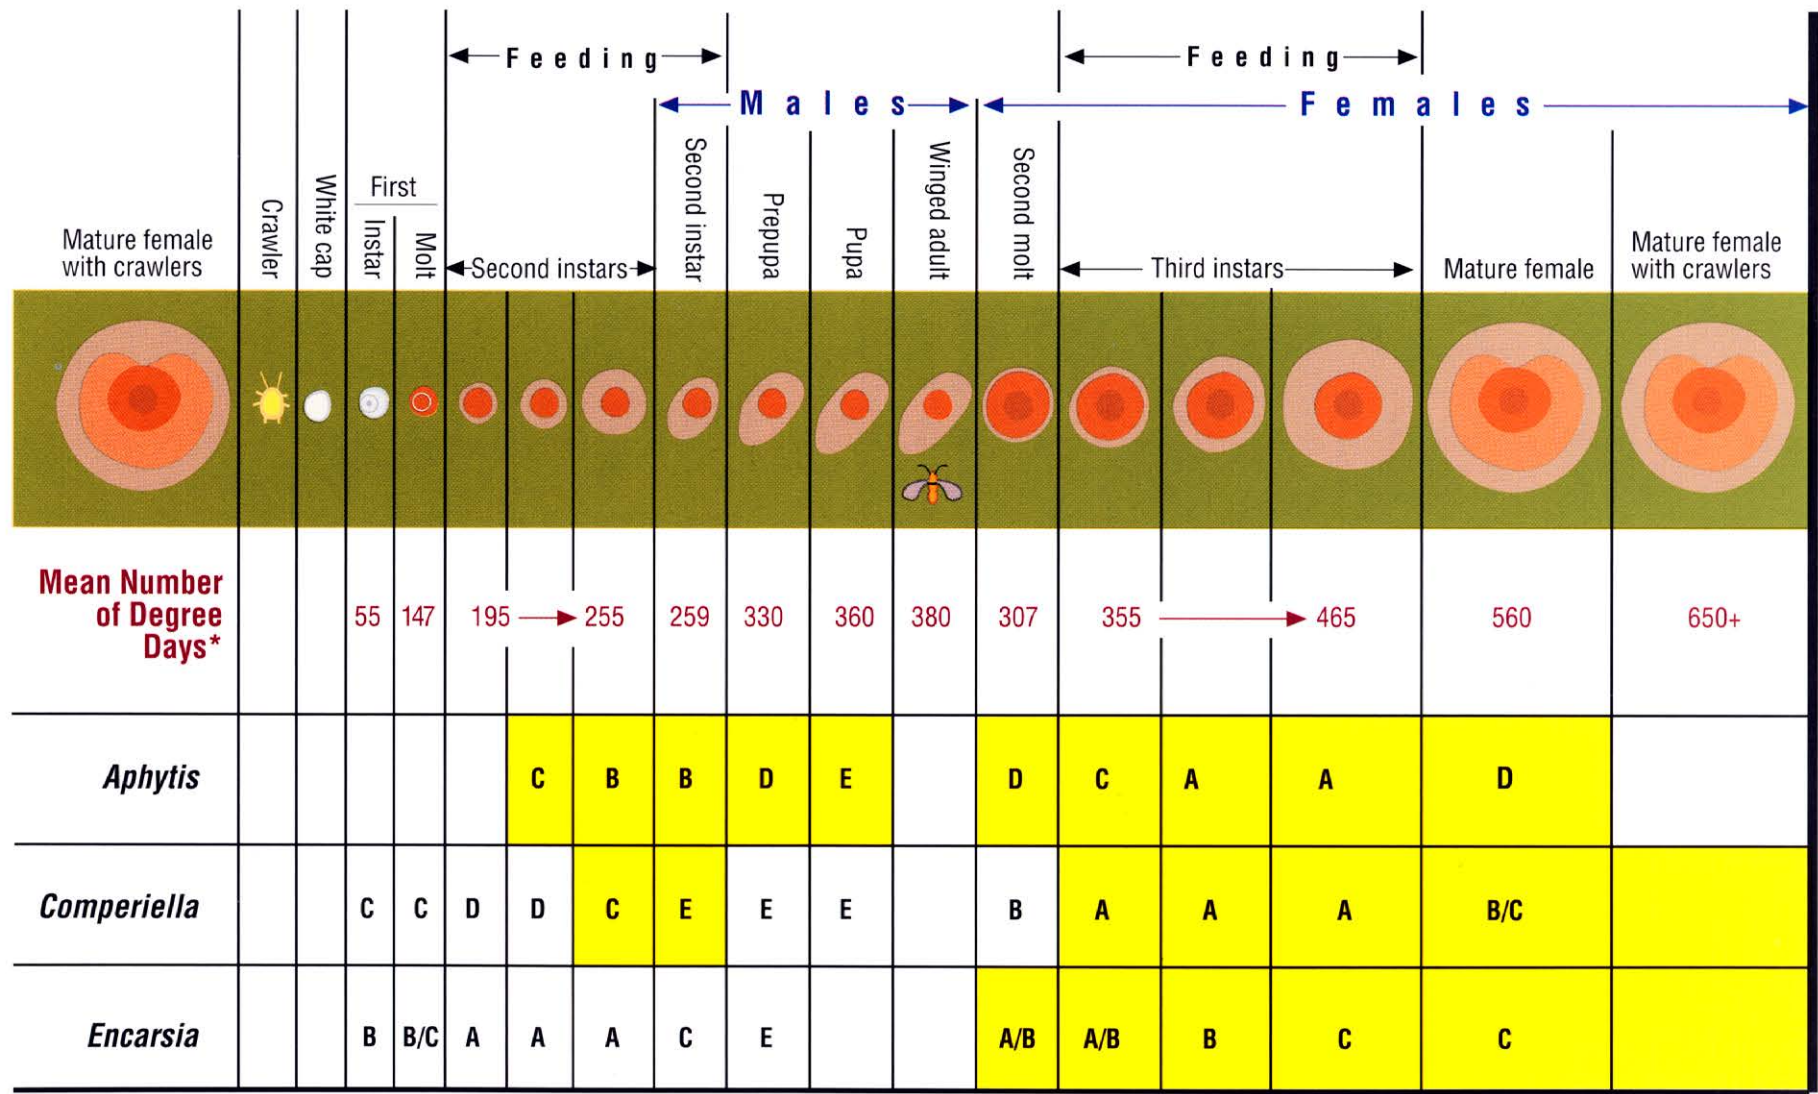 Feeding
Feeding
Males
Females
Mature female
with crawlers
Crawler
White cap
First
Instar
Molt
Second instars
Second instar
Prepupa
Pupa
Winged adult
Second molt
Third instars
Mature female
Mature female
with crawlers
Mean Number
of Degree
Days*
55 147 195 255 259 330 360 380 307 355 465 560 650+
Aphytis C B B D E D C A A D
Comperiella C C D D C E E E B A A A B/C
Encarsia B B/C A A A C E A/B A/B B C C